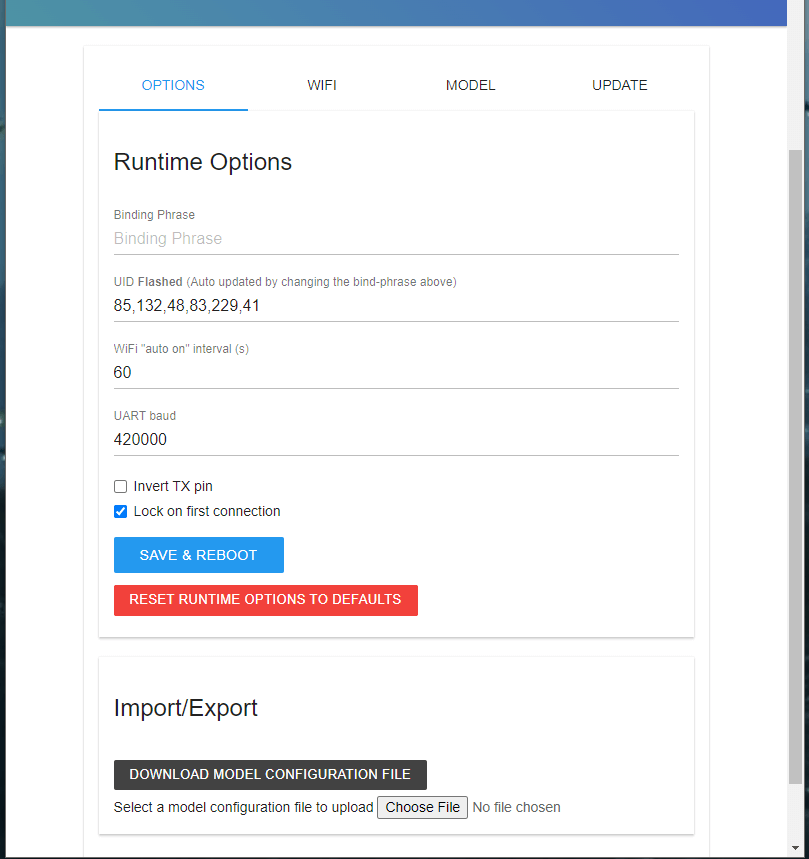 OPTIONS WIFI MODEL UPDATE
Runtime Options
Binding Phrase
Binding Phrase
UID Flashed (Auto updated by changing the bind-phrase above)
85,132,48,83,229,41
WiFi "auto on" interval (s)
60
UART baud
420000
Invert TX pin
Lock on first connection
SAVE & REBOOT
RESET RUNTIME OPTIONS TO DEFAULTS
Import/Export
DOWNLOAD MODEL CONFIGURATION FILE
Select a model configuration file to upload Choose File No file chosen